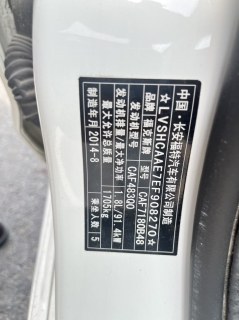 中国·长安福特汽车有限公司制造
☆LVSHCAAE7EF908270☆
品牌 福克斯牌 整车型号 CAF7180B48
发动机型号 CAF483Q0
发动机排量/最大净功率 1.8L/91.4kW
最大允许总质量 1705kg
制造年月 2014-8 乘坐人数 5